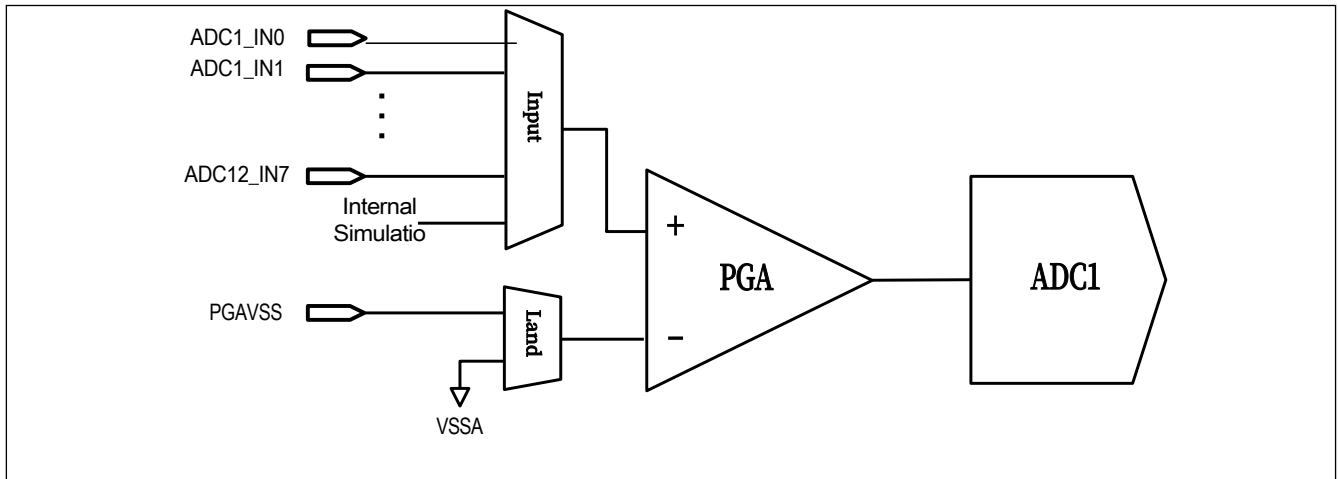 ADC1_IN0
ADC1_IN1
ADC12_IN7
Internal
Simulatio
Input
PGAVSS
Land
VSSA
+
−
PGA
ADC1